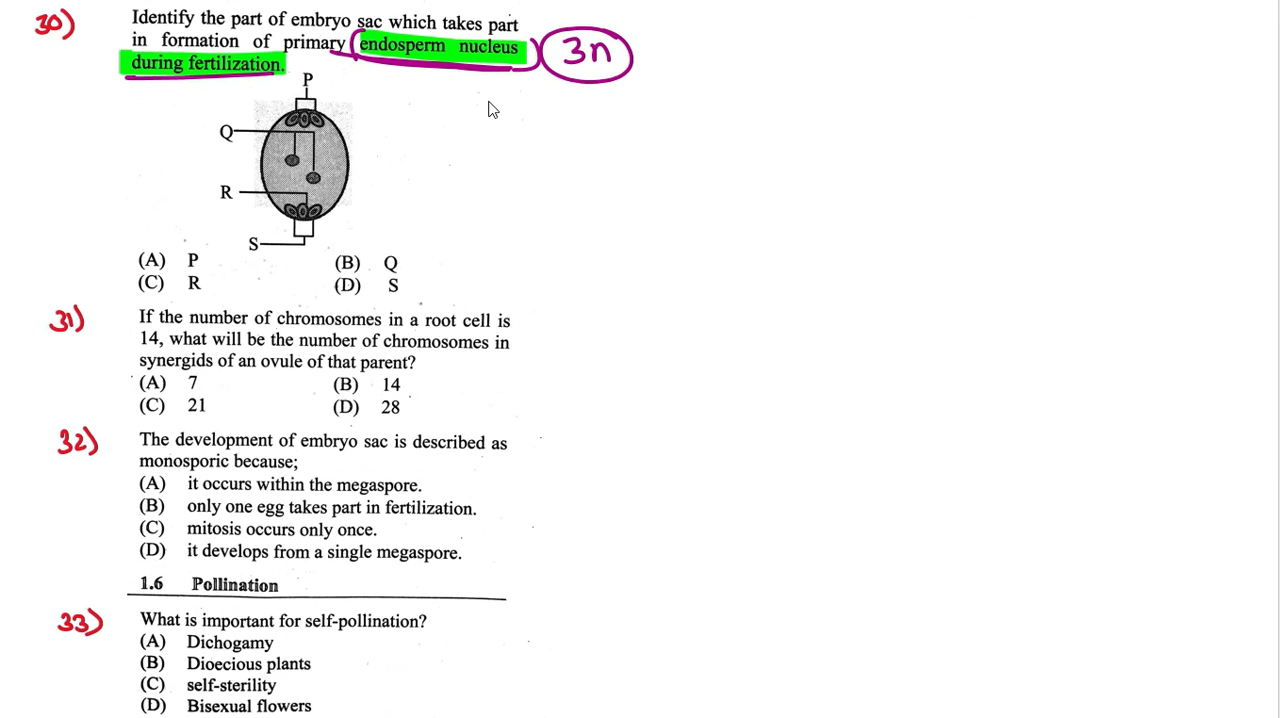 30) Identify the part of embryo sac which takes part
in formation of primary endosperm nucleus 3n
during fertilization.
P
Q
R
S
(A) P (B) Q
(C) R (D) S
31) If the number of chromosomes in a root cell is
14, what will be the number of chromosomes in
synergids of an ovule of that parent?
(A) 7 (B) 14
(C) 21 (D) 28
32) The development of embryo sac is described as
monosporic because;
(A) it occurs within the megaspore.
(B) only one egg takes part in fertilization.
(C) mitosis occurs only once.
(D) it develops from a single megaspore.
1.6 Pollination
33) What is important for self-pollination?
(A) Dichogamy
(B) Dioecious plants
(C) self-sterility
(D) Bisexual flowers